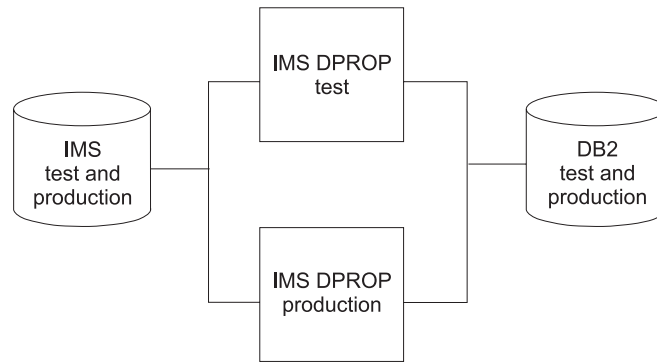 IMS DPROP
test
IMS
test and
production
DB2
test and
production
IMS DPROP
production